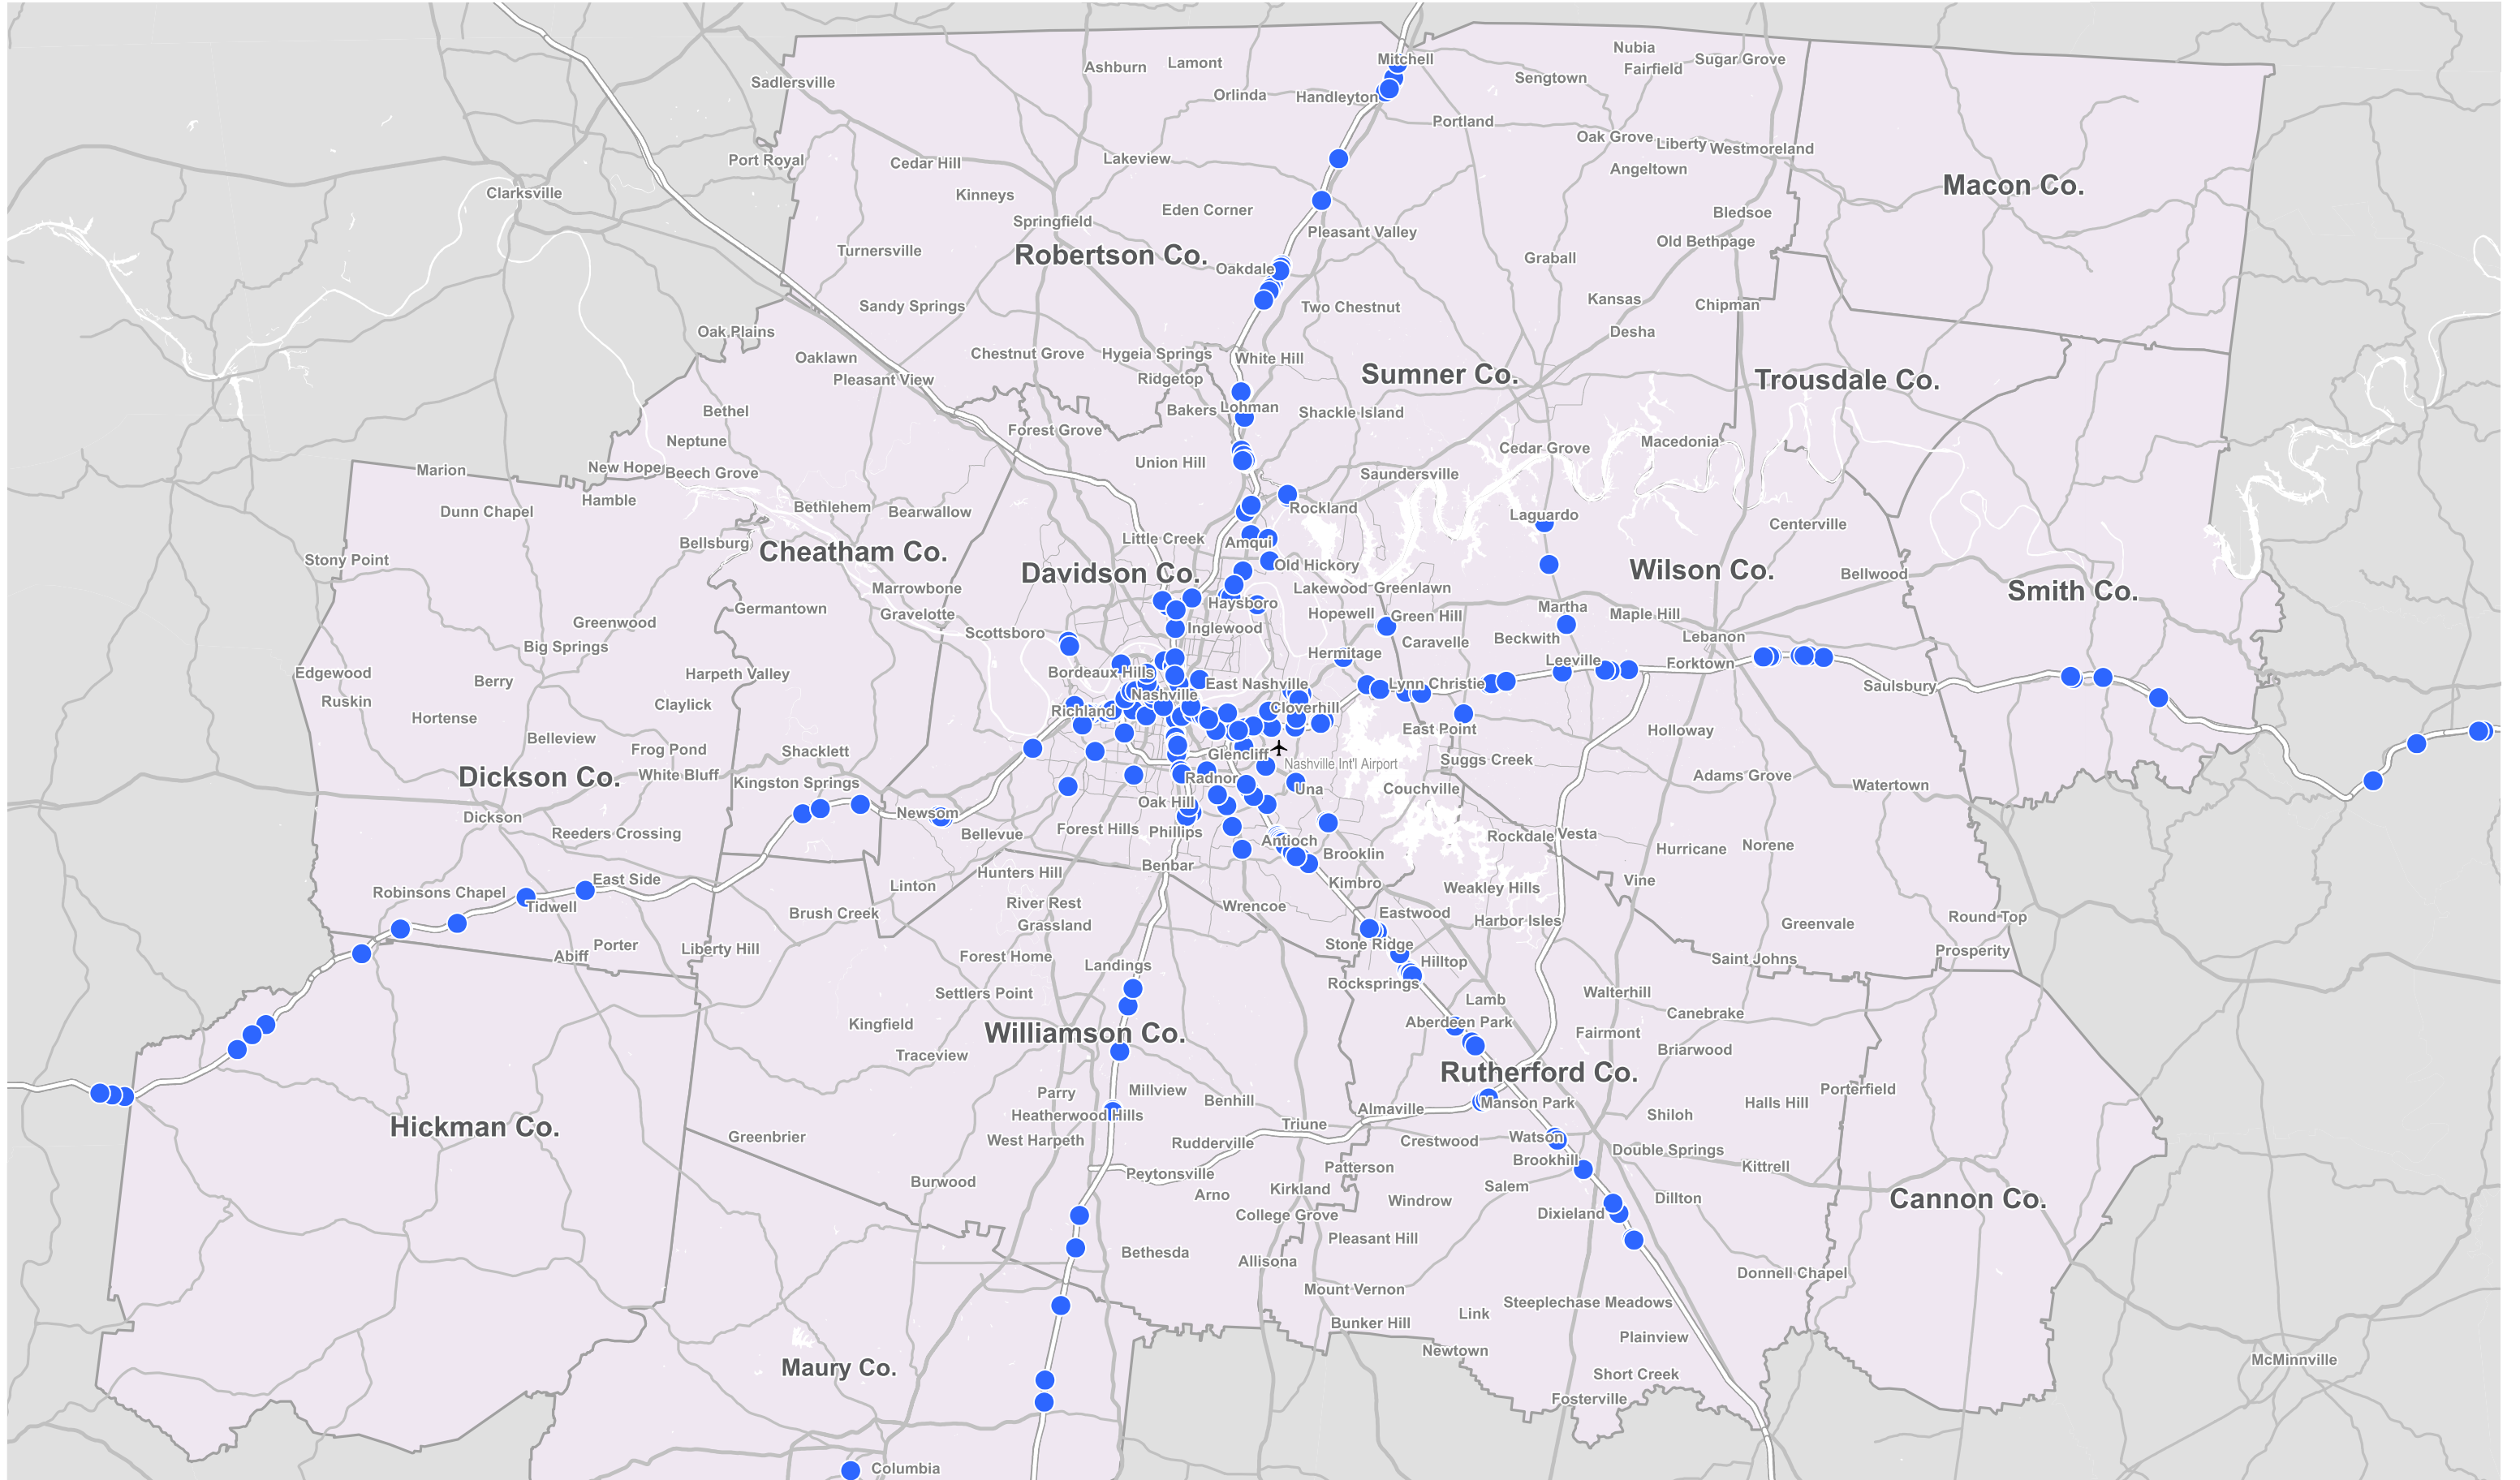 Nubia
Mitchell
Sugar Grove
Ashburn
Lamont
Fairfield
Sadlersville
Sengtown
Orlinda
Handleyton
Portland
Oak Grove
Liberty
Westmoreland
Port Royal
Cedar Hill
Lakeview
Angeltown
Clarksville
Kinneys
Macon Co.
Springfield
Eden Corner
Bledsoe
Pleasant Valley
Turnersville
Robertson Co.
Old Bethpage
Oakdale
Graball
Sandy Springs
Two Chestnut
Kansas
Chipman
Oak Plains
Desha
Oaklawn
Chestnut Grove
Hygeia Springs
White Hill
Pleasant View
Ridgetop
Sumner Co.
Trousdale Co.
Bethel
Bakers
Lohman
Shackle Island
Neptune
Forest Grove
Macedonia
Cedar Grove
Marion
New Hope
Beech Grove
Union Hill
Saundersville
Hamble
Dunn Chapel
Bethlehem
Bearwallow
Rockland
Laguardo
Centerville
Bellsburg
Cheatham Co.
Little Creek
Amqui
Stony Point
Davidson Co.
Old Hickory
Wilson Co.
Bellwood
Marrowbone
Lakewood
Greenlawn
Smith Co.
Germantown
Gravelotte
Haysboro
Hopewell
Green Hill
Martha
Maple Hill
Greenwood
Scottsboro
Inglewood
Caravelle
Beckwith
Lebanon
Big Springs
Hermitage
Leeville
Forktown
Edgewood
Berry
Harpeth Valley
Bordeaux Hills
East Nashville
Lynn Christie
Saulsbury
Ruskin
Claylick
Nashville
Hortense
Richland
Cloverhill
East Point
Holloway
Belleview
Frog Pond
Shacklett
Glencliff
Nashville Int'l Airport
Suggs Creek
Dickson Co.
White Bluff
Kingston Springs
Radnor
Una
Couchville
Adams Grove
Watertown
Dickson
Oak Hill
Newsom
Reeders Crossing
Bellevue
Forest Hills
Phillips
Antioch
Rockdale
Vesta
Brooklin
Hurricane
Norene
Benbar
Hunters Hill
Robinsons Chapel
East Side
Linton
Kimbro
Weakley Hills
Vine
Tidwell
Brush Creek
River Rest
Wrencoe
Eastwood
Harbor Isles
Round Top
Grassland
Greenvale
Porter
Liberty Hill
Stone Ridge
Prosperity
Abiff
Forest Home
Landings
Hilltop
Saint Johns
Rocksprings
Settlers Point
Lamb
Walterhill
Kingfield
Williamson Co.
Aberdeen Park
Canebrake
Fairmont
Traceview
Briarwood
Rutherford Co.
Parry
Millview
Porterfield
Benhill
Manson Park
Halls Hill
Hickman Co.
Heatherwood Hills
Almaville
Shiloh
Triune
Greenbrier
West Harpeth
Rudderville
Crestwood
Watson
Double Springs
Peytonsville
Patterson
Brookhill
Kittrell
Burwood
Arno
Kirkland
Salem
Windrow
Dillton
Cannon Co.
College Grove
Dixieland
Pleasant Hill
Bethesda
Allisona
Donnell Chapel
Mount Vernon
Steeplechase Meadows
Link
Bunker Hill
Plainview
Newtown
Maury Co.
McMinnville
Short Creek
Fosterville
Columbia